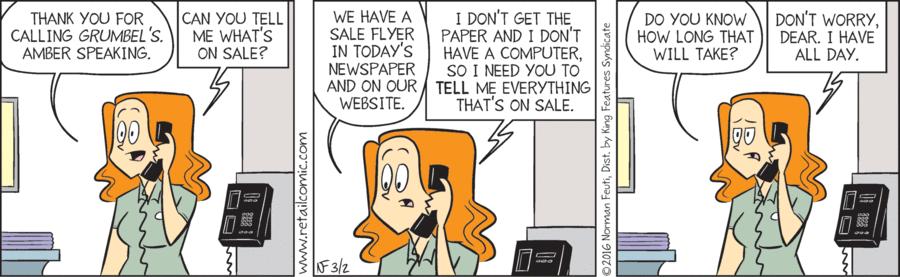 THANK YOU FOR
CALLING GRUMBEL'S.
AMBER SPEAKING.
CAN YOU TELL
ME WHAT'S
ON SALE?
WE HAVE A
SALE FLYER
IN TODAY'S
NEWSPAPER
AND ON OUR
WEBSITE.
I DON'T GET THE
PAPER AND I DON'T
HAVE A COMPUTER,
SO I NEED YOU TO
TELL ME EVERYTHING
THAT'S ON SALE.
www.retailcomic.com
NF 3/2
DO YOU KNOW
HOW LONG THAT
WILL TAKE?
DON'T WORRY,
DEAR. I HAVE
ALL DAY.
©2016 Norman Feuti, Dist. by King Features Syndicate